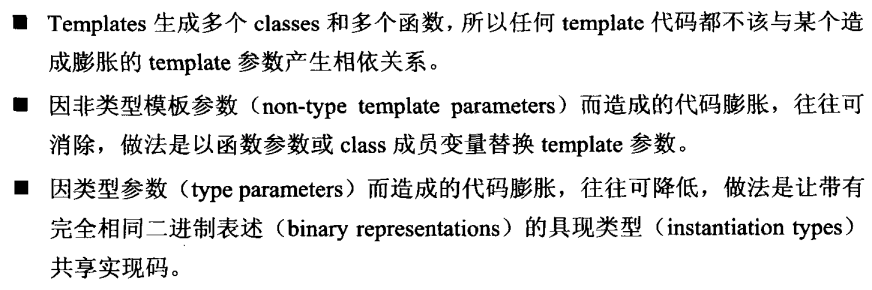 ■ Templates 生成多个 classes 和多个函数，所以任何 template 代码都不该与某个造
成膨胀的 template 参数产生相依关系。
■ 因非类型模板参数（non-type template parameters）而造成的代码膨胀，往往可
消除，做法是以函数参数或 class 成员变量替换 template 参数。
■ 因类型参数（type parameters）而造成的代码膨胀，往往可降低，做法是让带有
完全相同二进制表述（binary representations）的具现类型（instantiation types）
共享实现码。